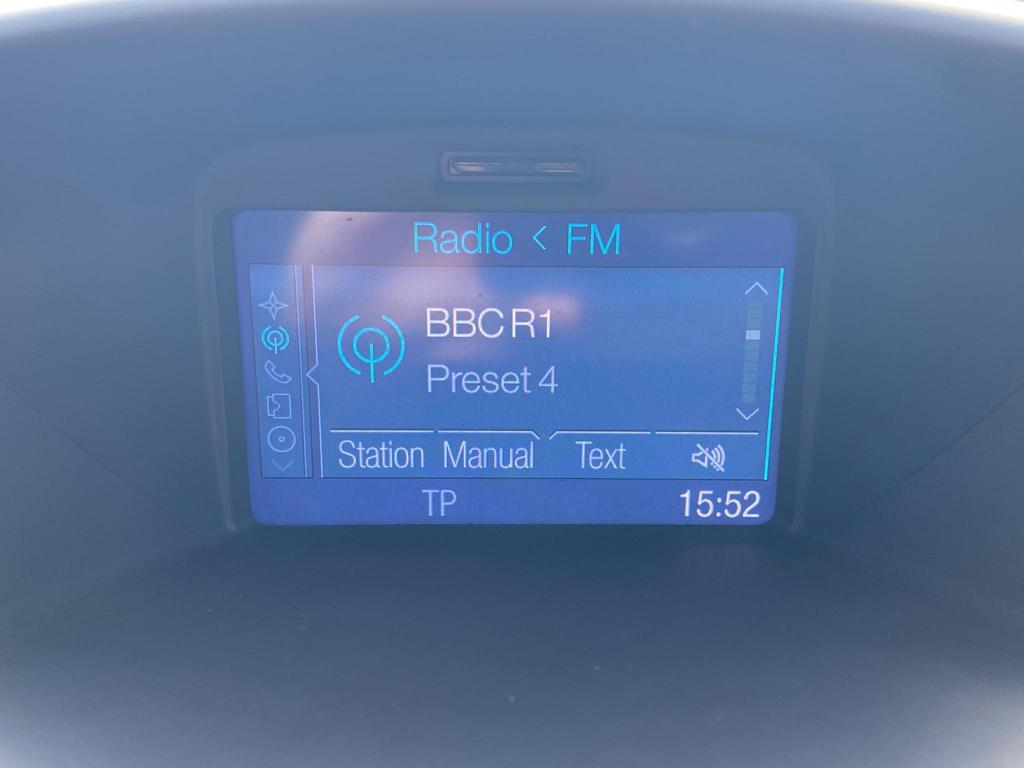 Radio < FM
BBC R1
Preset 4
Station Manual Text
TP 15:52